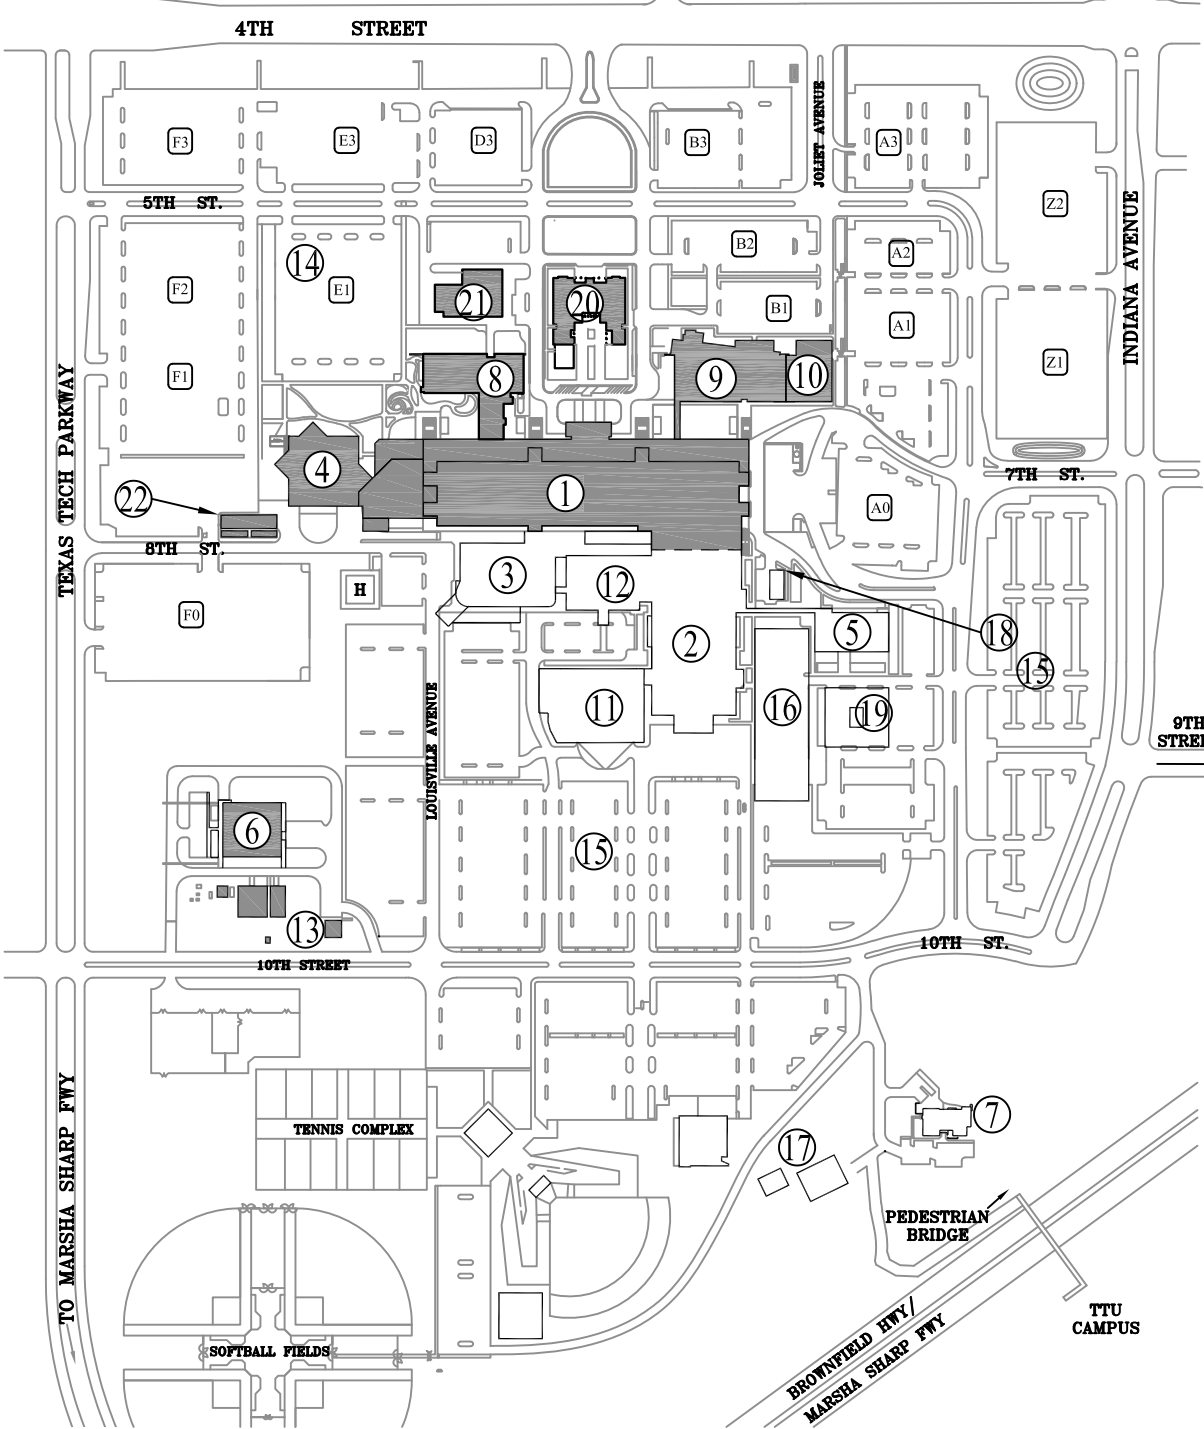 4TH STREET
JOLIET AVENUE
F3
E3
D3
B3
A3
5TH ST.
Z2
INDIANA AVENUE
B2
A2
14
F2
E1
21
20
B1
A1
Z1
F1
8
9
10
TEXAS TECH PARKWAY
4
1
7TH ST.
22
A0
8TH ST.
3
12
H
F0
18
5
2
15
LOUISVILLE AVENUE
11
16
19
9TH
STREE
6
15
13
10TH ST.
10TH STREET
TO MARSHA SHARP FWY
TENNIS COMPLEX
7
17
PEDESTRIAN
BRIDGE
TTU
CAMPUS
SOFTBALL FIELDS
BROWNFIELD HWY/
MARSHA SHARP FWY